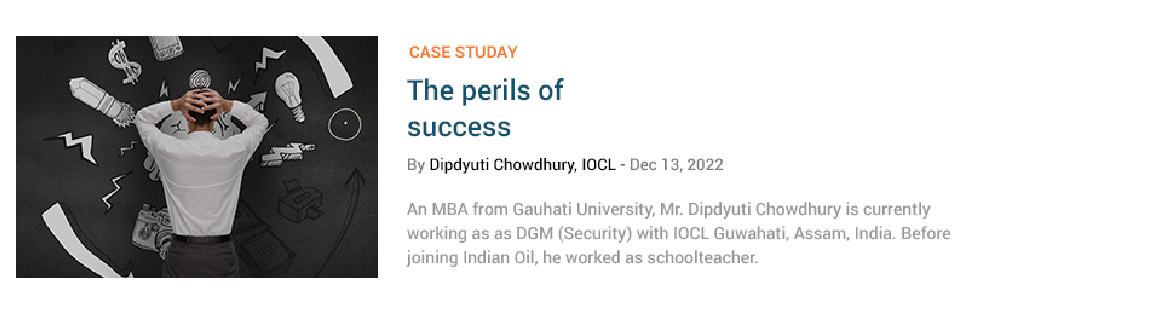 CASE STUDAY
The perils of
success
By Dipdyuti Chowdhury, IOCL - Dec 13, 2022
An MBA from Gauhati University, Mr. Dipdyuti Chowdhury is currently
working as as DGM (Security) with IOCL Guwahati, Assam, India. Before
joining Indian Oil, he worked as schoolteacher.